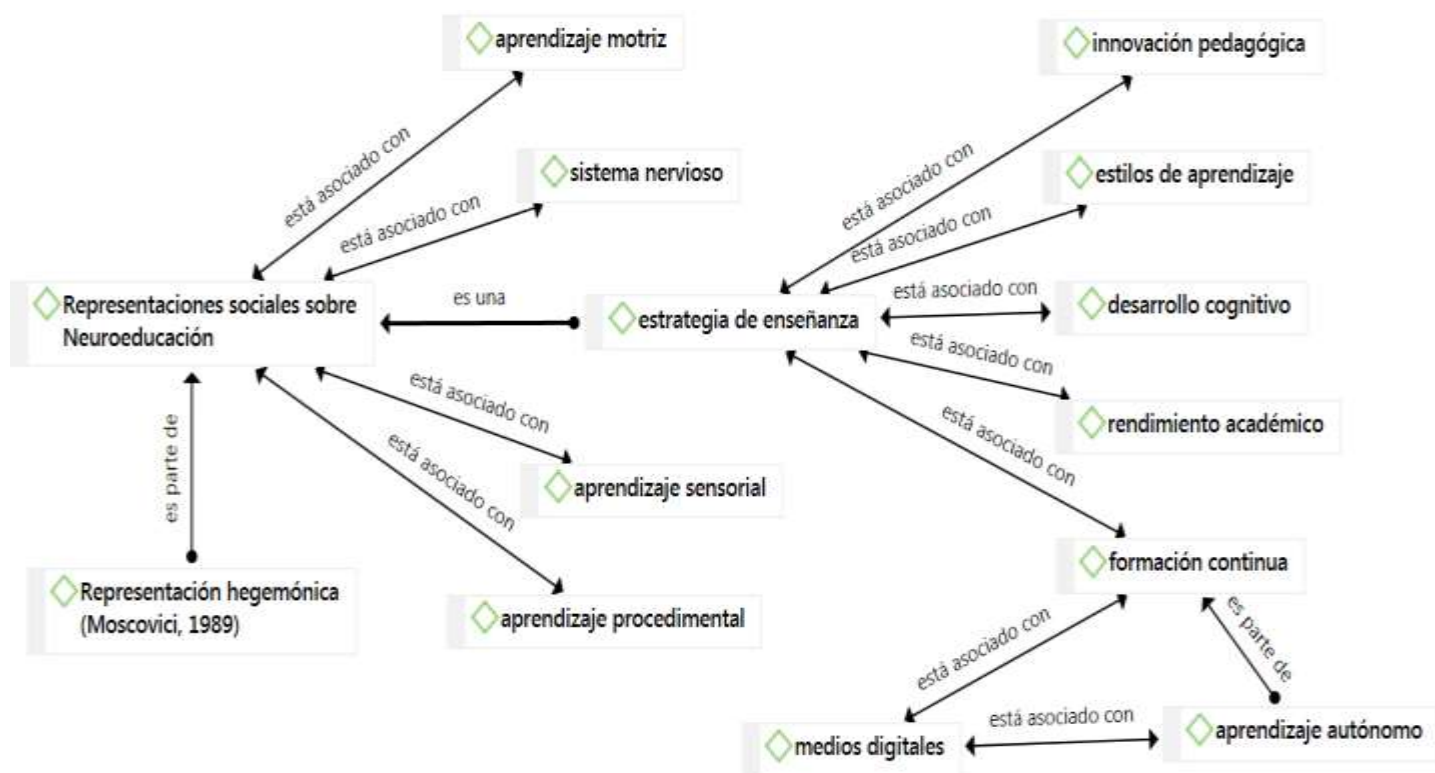 aprendizaje motriz
innovación pedagógica
está asociado con
está asociado con
sistema nervioso
estilos de aprendizaje
está asociado con
está asociado con
Representaciones sociales sobre
Neuroeducación
es una
estrategia de enseñanza
está asociado con
desarrollo cognitivo
está asociado con
rendimiento académico
está asociado con
está asociado con
está asociado con
es parte de
aprendizaje sensorial
formación continua
Representación hegemónica
(Moscovici, 1989)
aprendizaje procedimental
está asociado con
es parte de
medios digitales
está asociado con
aprendizaje autónomo